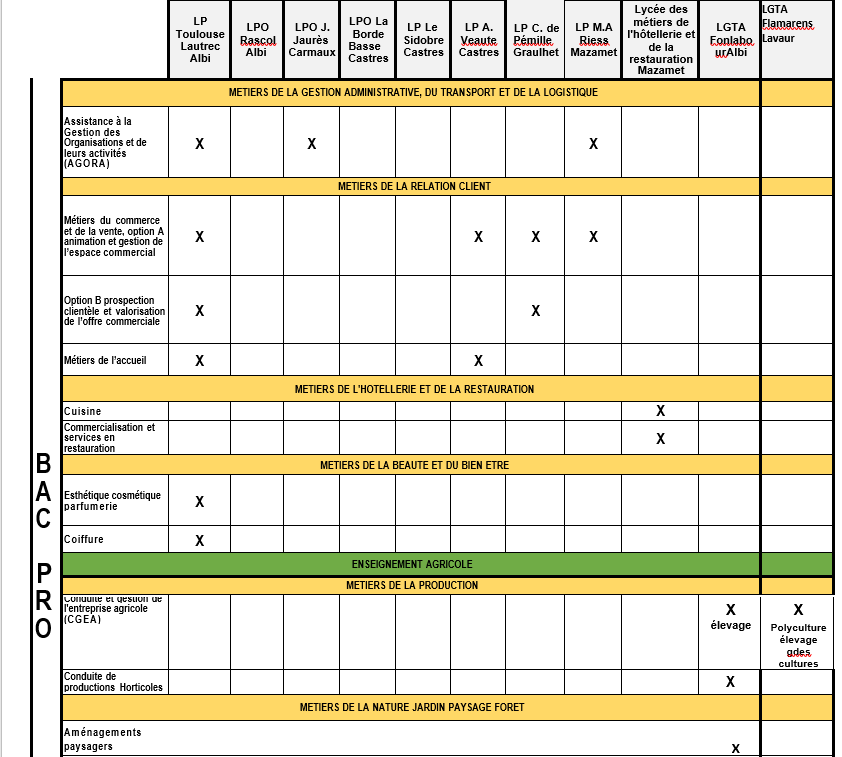 LP
Toulouse
Lautrec
Albi
LPO
Rascol
Albi
LPO J.
Jaurès
Carmaux
LPO La
Borde
Basse
Castres
LP Le
Sidobre
Castres
LP A.
Veaute
Castres
LP C. de
Pémille
Graulhet
LP M.A
Riess
Mazamet
Lycée des
métiers de
l'hôtellerie et
de la
restauration
Mazamet
LGTA
Fonlabo
urAlbi
LGTA
Flamarens
Lavaur
BAC PRO
METIERS DE LA GESTION ADMINISTRATIVE, DU TRANSPORT ET DE LA LOGISTIQUE
Assistance à la
Gestion des
Organisations et de
leurs activités
(AGORA)
X X X
METIERS DE LA RELATION CLIENT
Métiers du commerce
et de la vente, option A
animation et gestion de
l'espace commercial
X X X X
Option B prospection
clientèle et valorisation
de l'offre commerciale
X X
Métiers de l'accueil
X X
METIERS DE L'HOTELLERIE ET DE LA RESTAURATION
Cuisine
X
Commercialisation et
services en
restauration
X
METIERS DE LA BEAUTE ET DU BIEN ETRE
Esthétique cosmétique
parfumerie
X
Coiffure
X
ENSEIGNEMENT AGRICOLE
METIERS DE LA PRODUCTION
Conduite et gestion de
l'entreprise agricole
(CGEA)
X
élevage
X
Polyculture
élevage
gdes
cultures
Conduite de
productions Horticoles
X
METIERS DE LA NATURE JARDIN PAYSAGE FORET
Aménagements
paysagers
X